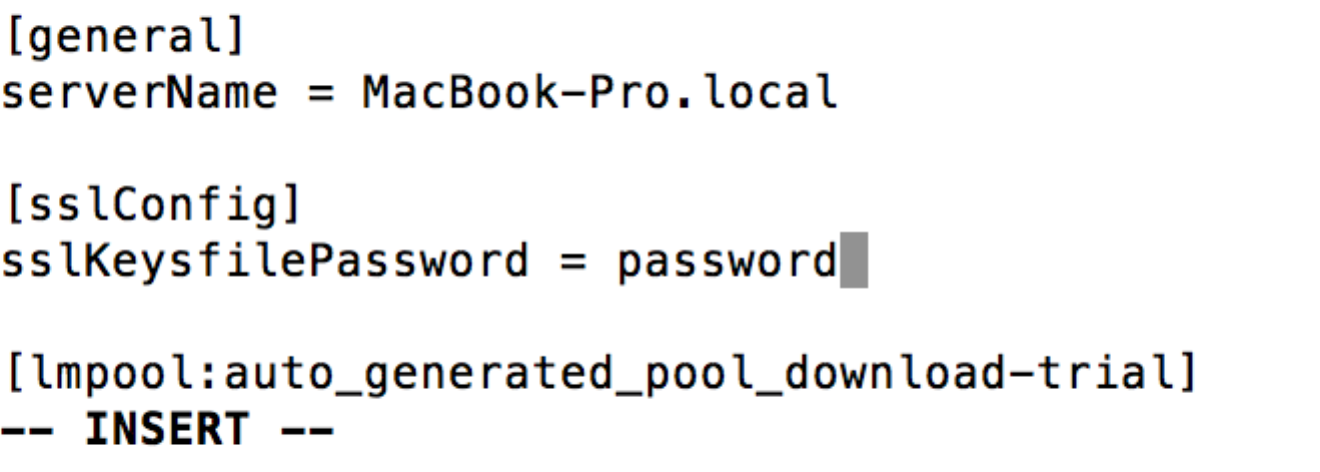 [general]
serverName = MacBook-Pro.local
[sslConfig]
sslKeysfilePassword = password
[lmpool:auto_generated_pool_download-trial]
-- INSERT --